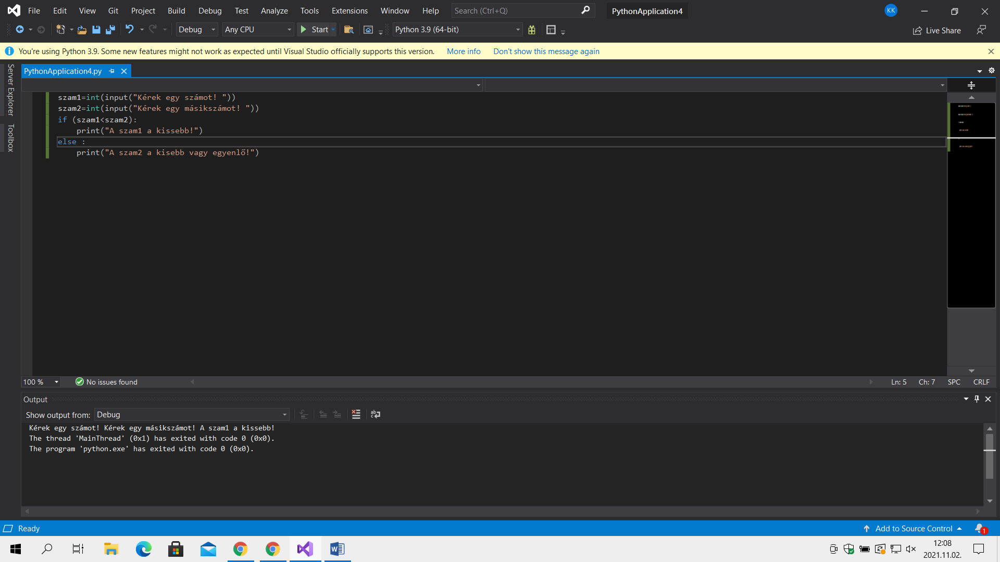 File Edit View Git Project Build Debug Test Analyze Tools Extensions Window Help Search (Ctrl+Q) PythonApplication4 KK
Debug Any CPU Start Python 3.9 (64-bit) Live Share
You're using Python 3.9. Some new features might not work as expected until Visual Studio officially supports this version. More info Don't show this message again
Server Explorer
Toolbox
PythonApplication4.py
szam1=int(input("Kérek egy számot! "))
szam2=int(input("Kérek egy másikszámot! "))
if (szam1<szam2):
print("A szam1 a kissebb!")
else :
print("A szam2 a kisebb vagy egyenlő!")
100 % No issues found Ln: 5 Ch: 7 SPC CRLF
Output
Show output from: Debug
Kérek egy számot! Kérek egy másikszámot! A szam1 a kissebb!
The thread 'MainThread' (0x1) has exited with code 0 (0x0).
The program 'python.exe' has exited with code 0 (0x0).
Ready Add to Source Control 1
12:08
2021.11.02.